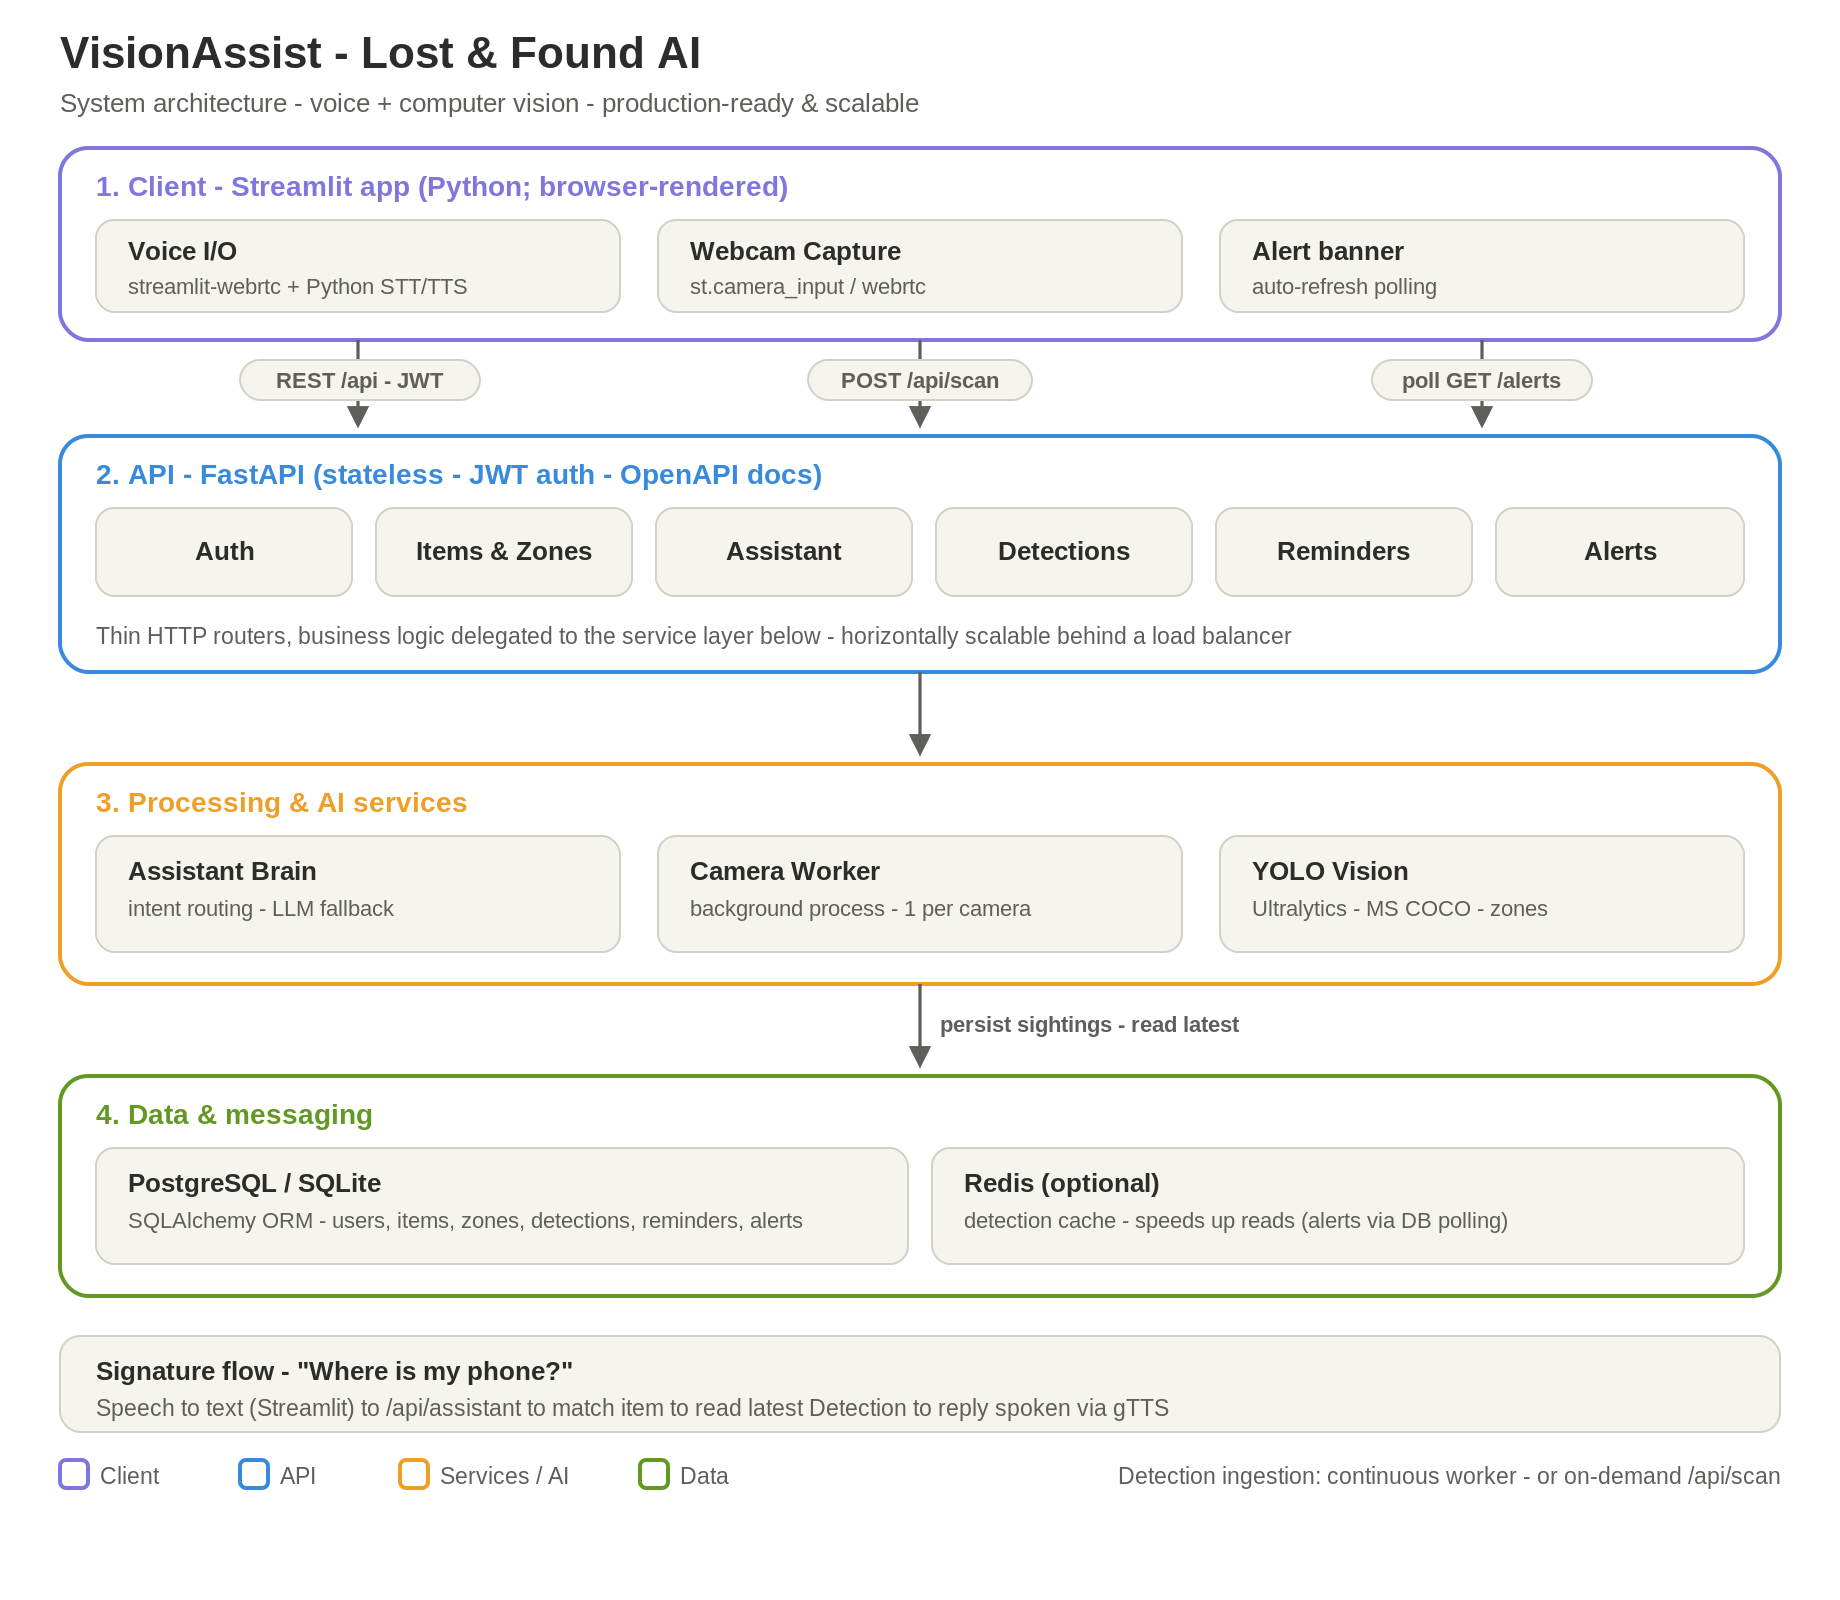 VisionAssist - Lost & Found AI
System architecture - voice + computer vision - production-ready & scalable
1. Client - Streamlit app (Python; browser-rendered)
Voice I/O
streamlit-webrtc + Python STT/TTS
Webcam Capture
st.camera_input / webrtc
Alert banner
auto-refresh polling
REST /api - JWT
POST /api/scan
poll GET /alerts
2. API - FastAPI (stateless - JWT auth - OpenAPI docs)
Auth
Items & Zones
Assistant
Detections
Reminders
Alerts
Thin HTTP routers, business logic delegated to the service layer below - horizontally scalable behind a load balancer
3. Processing & AI services
Assistant Brain
intent routing - LLM fallback
Camera Worker
background process - 1 per camera
YOLO Vision
Ultralytics - MS COCO - zones
persist sightings - read latest
4. Data & messaging
PostgreSQL / SQLite
SQLAlchemy ORM - users, items, zones, detections, reminders, alerts
Redis (optional)
detection cache - speeds up reads (alerts via DB polling)
Signature flow - "Where is my phone?"
Speech to text (Streamlit) to /api/assistant to match item to read latest Detection to reply spoken via gTTS
Client
API
Services / AI
Data
Detection ingestion: continuous worker - or on-demand /api/scan